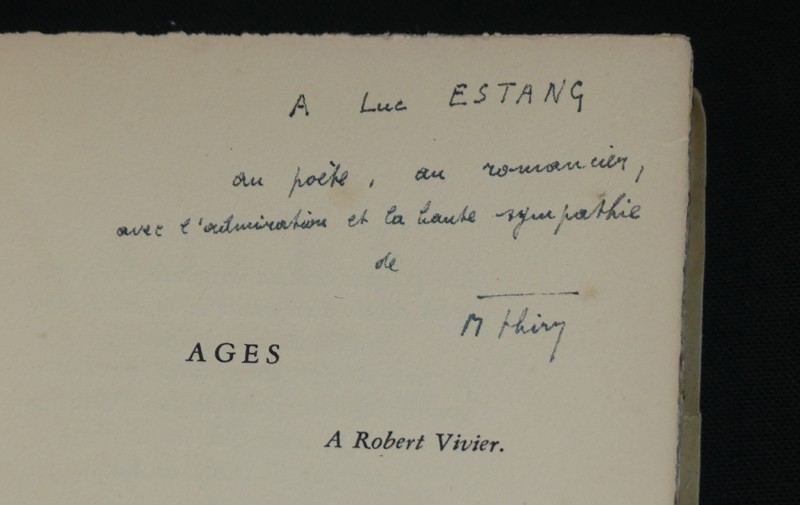 A Luc ESTANG
au poète, au romancier,
avec l'admiration et la haute sympathie
de
M Thiry
AGES
A Robert Vivier.